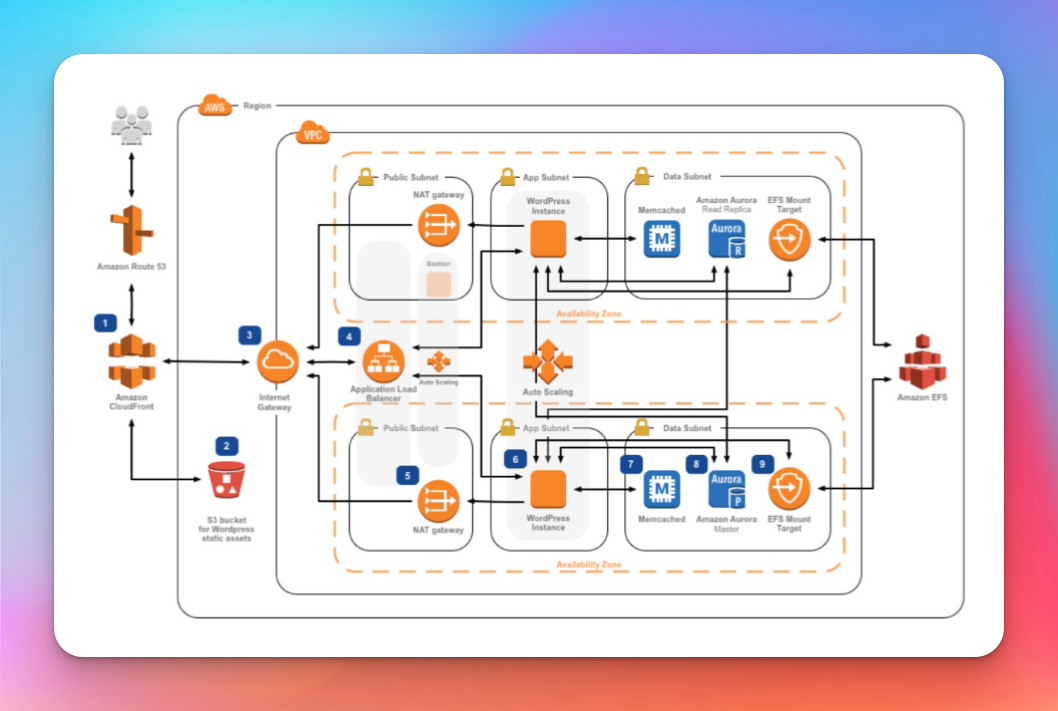 AWS
Region
VPC
Public Subnet
App Subnet
Data Subnet
NAT gateway
WordPress
Instance
Memcached
M
Amazon Aurora
Read Replica
Aurora
R
EFS Mount
Target
Amazon Route 53
Bastion
Availability Zone
1
3
4
Amazon
CloudFront
Internet
Gateway
Application Load
Balancer
Auto Scaling
Auto Scaling
Amazon EFS
2
S3 bucket
for Wordpress
static assets
Public Subnet
App Subnet
Data Subnet
5
NAT gateway
6
WordPress
Instance
7
M
Memcached
8
Aurora
P
Amazon Aurora
Master
9
EFS Mount
Target
Availability Zone